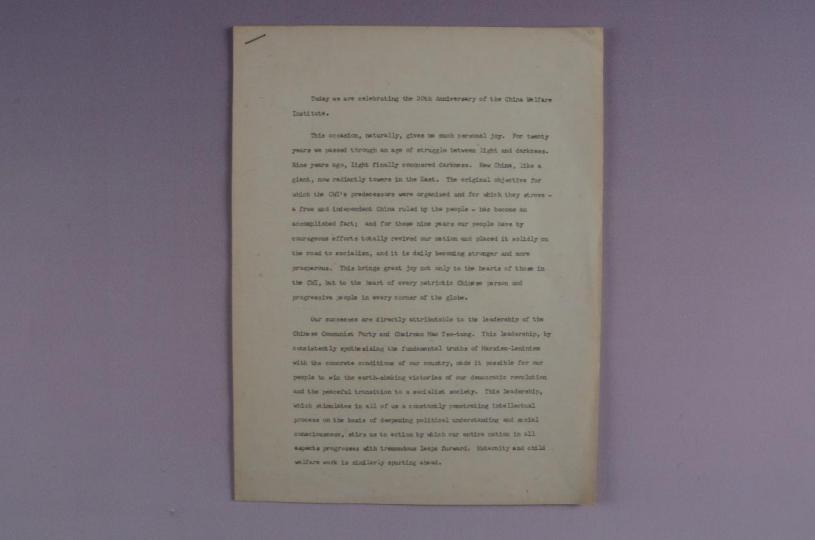 Today we are celebrating the 20th Anniversary of the China Welfare
Institute.
This occasion, naturally, gives me much personal joy. For twenty
years we passed through an age of struggle between light and darkness.
Nine years ago, light finally conquered darkness. New China, like a
giant, now radiantly towers in the East. The original objective for
which the CWI's predecessors were organized and for which they strove -
a free and independent China ruled by the people - has become an
accomplished fact; and for these nine years our people have by
courageous efforts totally revived our nation and placed it solidly on
the road to socialism, and it is daily becoming stronger and more
prosperous. This brings great joy not only to the hearts of those in
the CWI, but to the heart of every patriotic Chinese person and
progressive people in every corner of the globe.
Our successes are directly attributable to the leadership of the
Chinese Communist Party and Chairman Mao Tse-tung. This leadership, by
consistently synthesizing the fundamental truths of Marxism-Leninism
with the concrete conditions of our country, made it possible for our
people to win the earth-shaking victories of our democratic revolution
and the peaceful transition to a socialist society. This leadership,
which stimulates in all of us a constantly penetrating intellectual
process on the basis of deepening political understanding and social
consciousness, stirs us to action by which our entire nation in all
aspects progresses with tremendous leaps forward. Maternity and child
welfare work is similarly spurting ahead.